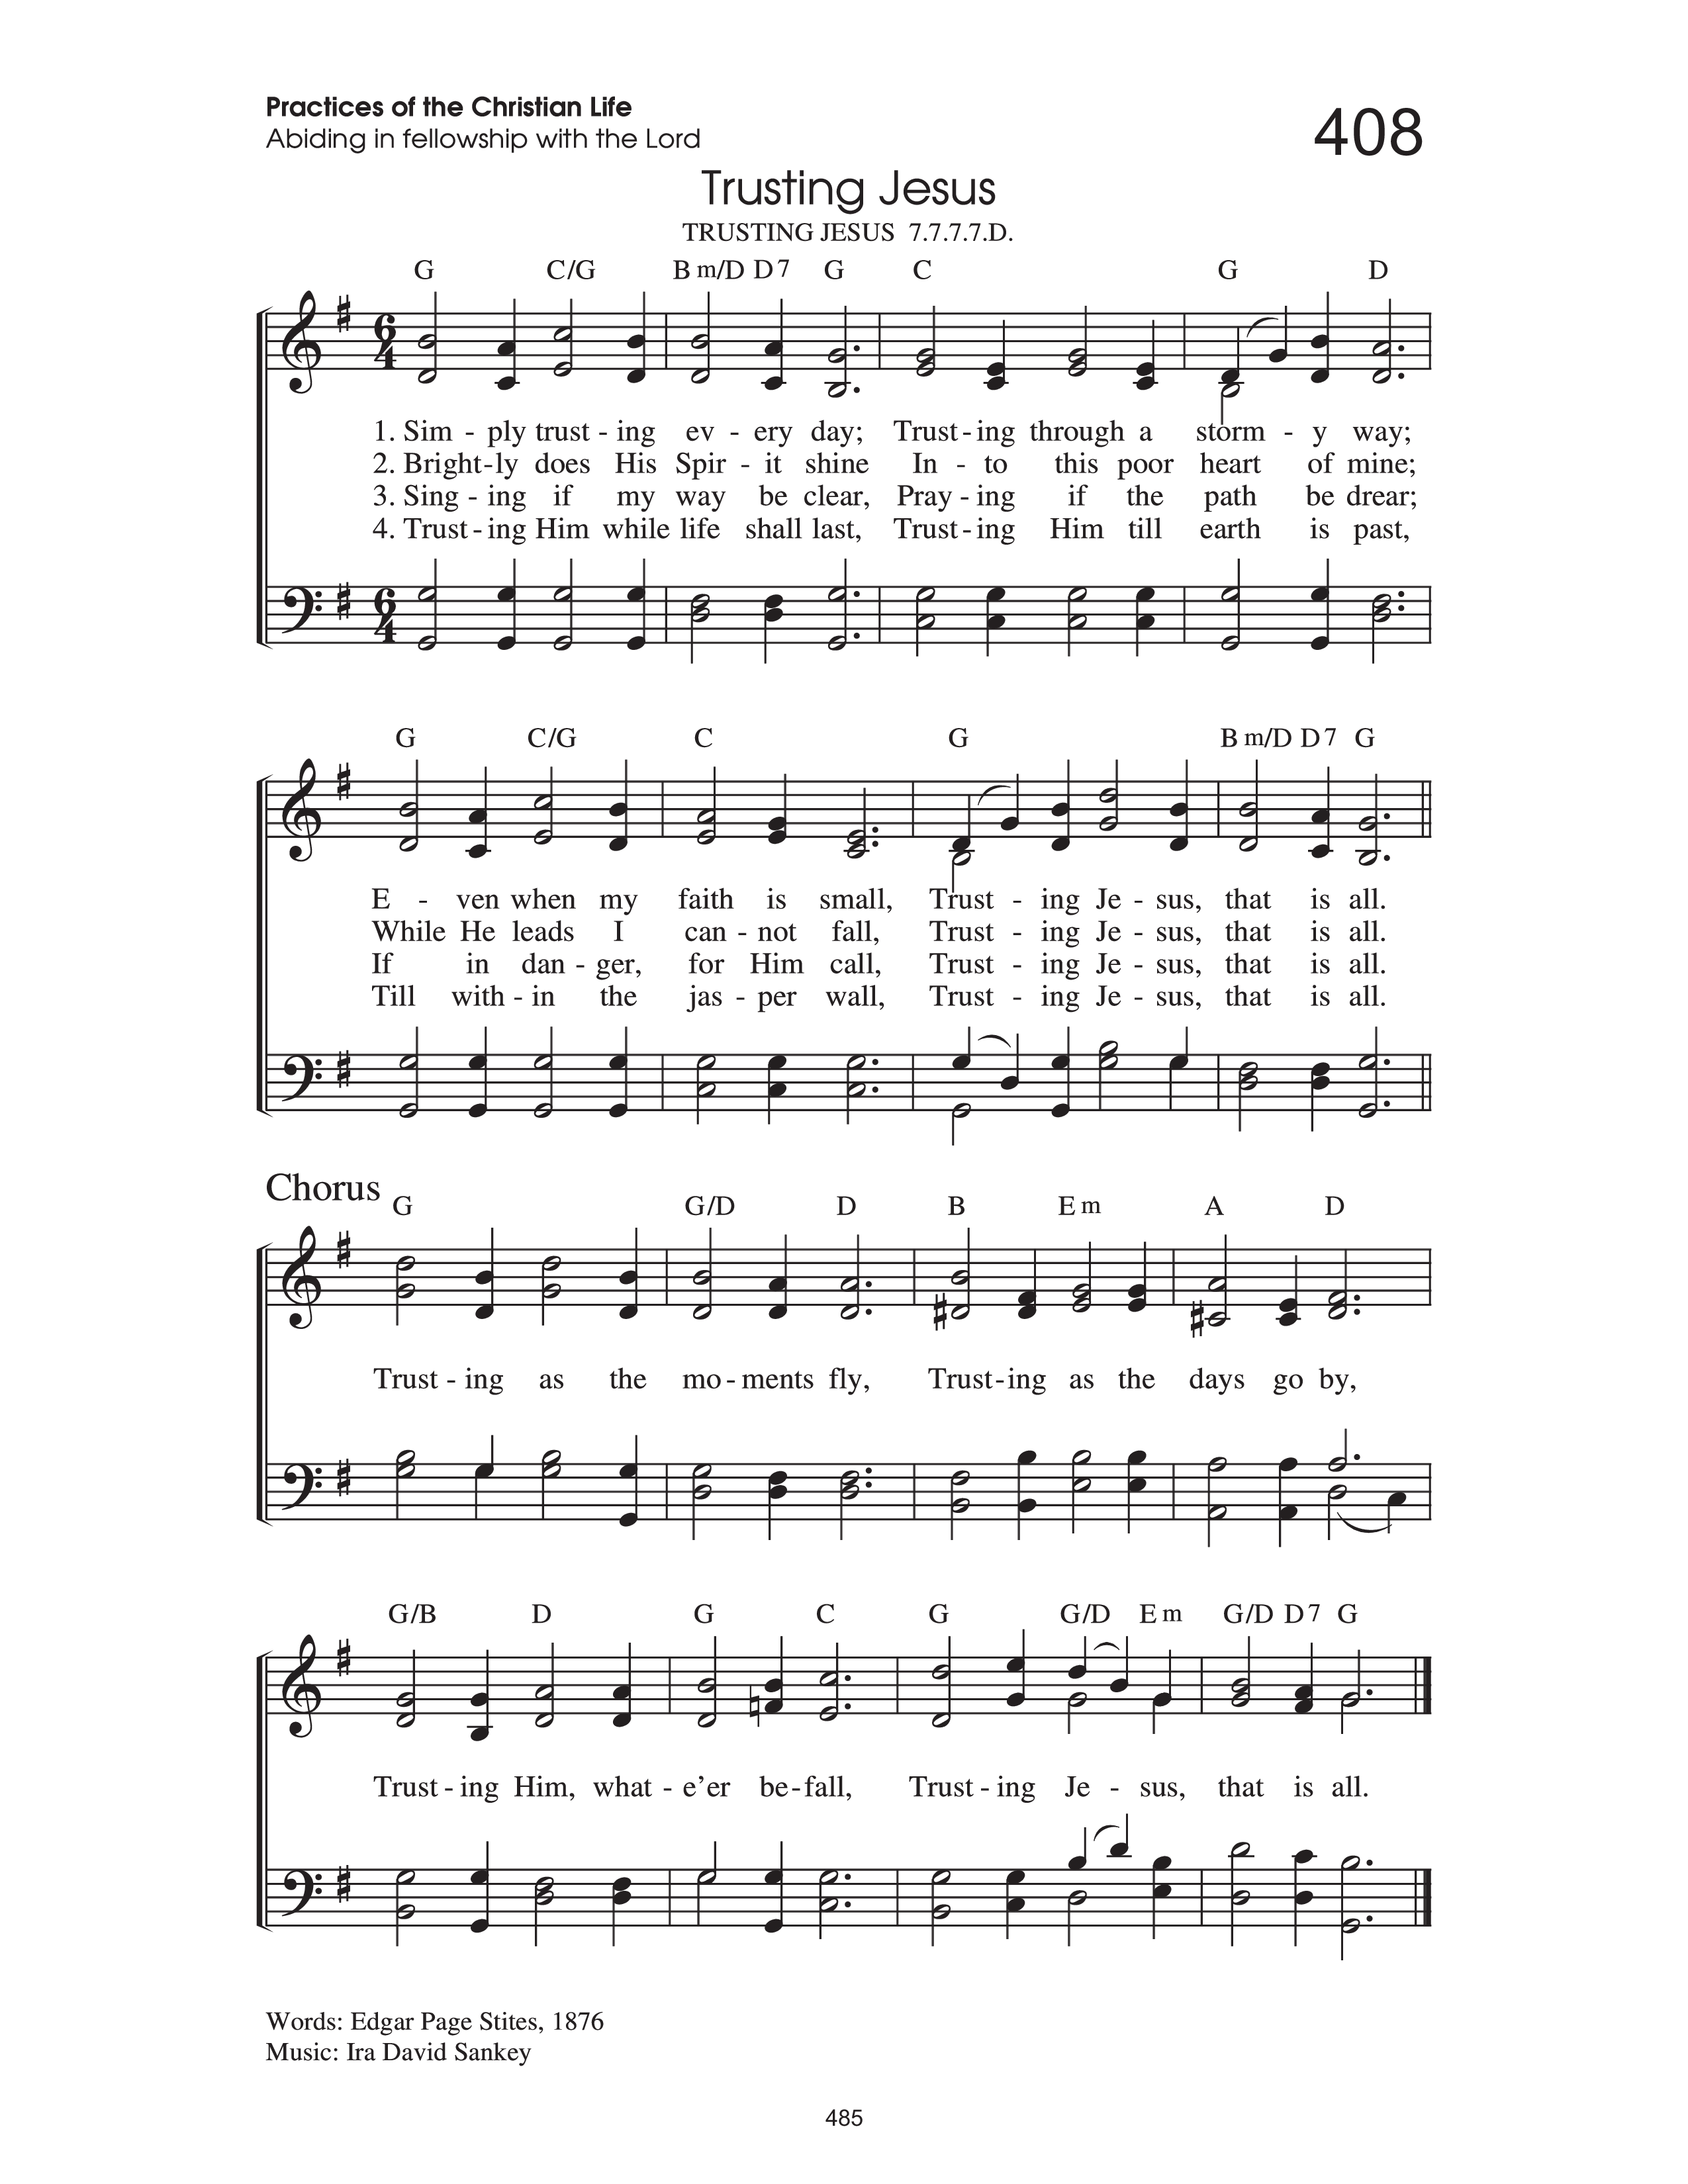 Practices of the Christian Life
Abiding in fellowship with the Lord
408
Trusting Jesus
TRUSTING JESUS 7.7.7.7.D.
G C/G B m/D D7 G C G D
6/4
1. Sim - ply trust - ing ev - ery day; Trust - ing through a storm - y way;
2. Bright - ly does His Spir - it shine In - to this poor heart of mine;
3. Sing - ing if my way be clear, Pray - ing if the path be drear;
4. Trust - ing Him while life shall last, Trust - ing Him till earth is past,
6/4
G C/G C G B m/D D7 G
E - ven when my faith is small, Trust - ing Je - sus, that is all.
While He leads I can - not fall, Trust - ing Je - sus, that is all.
If in dan - ger, for Him call, Trust - ing Je - sus, that is all.
Till with - in the jas - per wall, Trust - ing Je - sus, that is all.
Chorus
G G/D D B E m A D
Trust - ing as the mo - ments fly, Trust - ing as the days go by,
G/B D G C G G/D E m G/D D7 G
Trust - ing Him, what - e'er be - fall, Trust - ing Je - sus, that is all.
Words: Edgar Page Stites, 1876
Music: Ira David Sankey
485